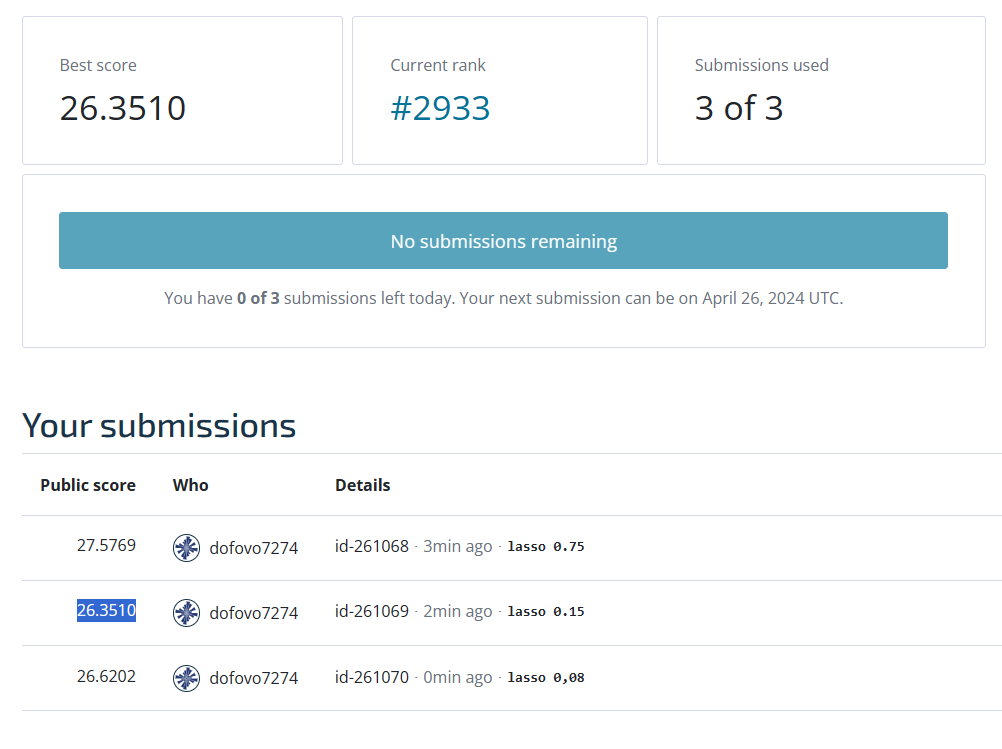 Best score
26.3510
Current rank
#2933
Submissions used
3 of 3
No submissions remaining
You have 0 of 3 submissions left today. Your next submission can be on April 26, 2024 UTC.
Your submissions
Public score Who Details
27.5769 dofovo7274 id-261068 · 3min ago · lasso 0.75
26.3510 dofovo7274 id-261069 · 2min ago · lasso 0.15
26.6202 dofovo7274 id-261070 · 0min ago · lasso 0,08